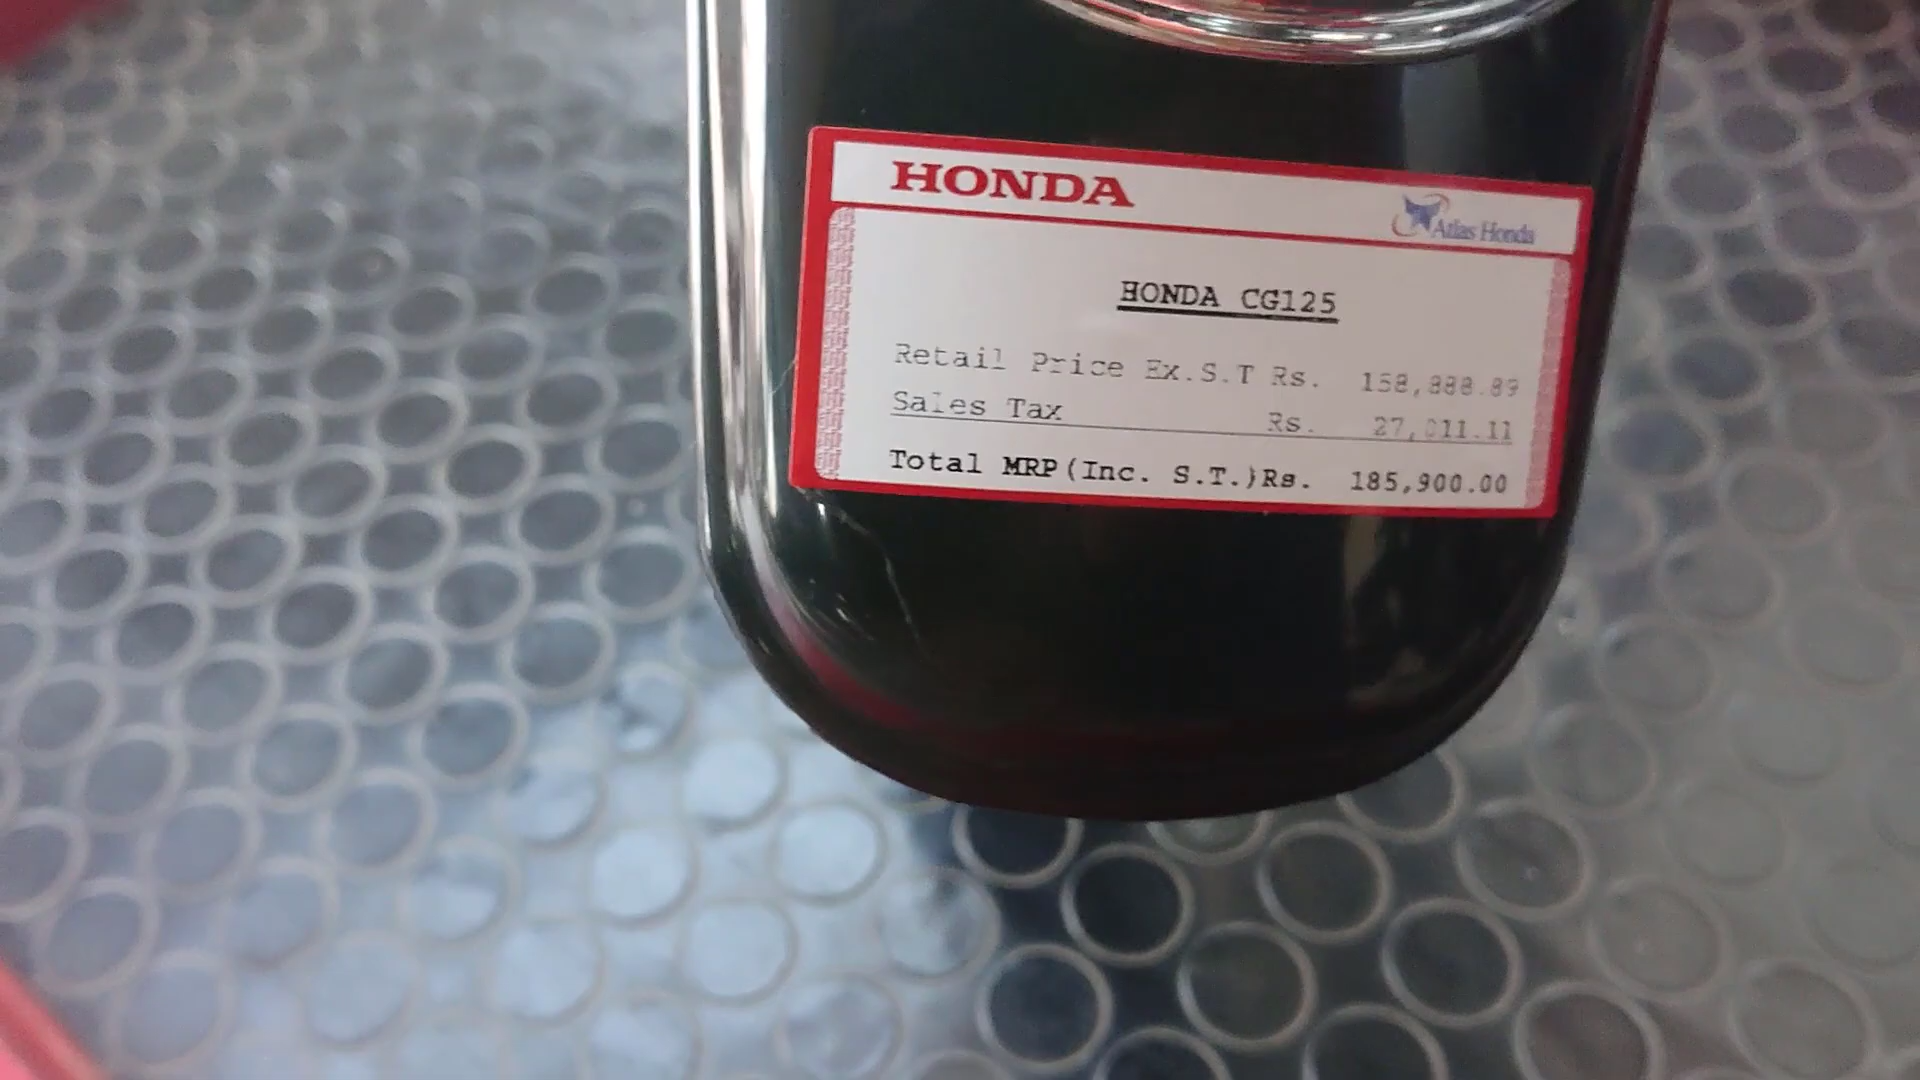 HONDA
Atlas Honda
HONDA CG125
Retail Price Ex.S.T Rs. 158,888.89
Sales Tax Rs. 27,011.11
Total MRP(Inc. S.T.)Rs. 185,900.00